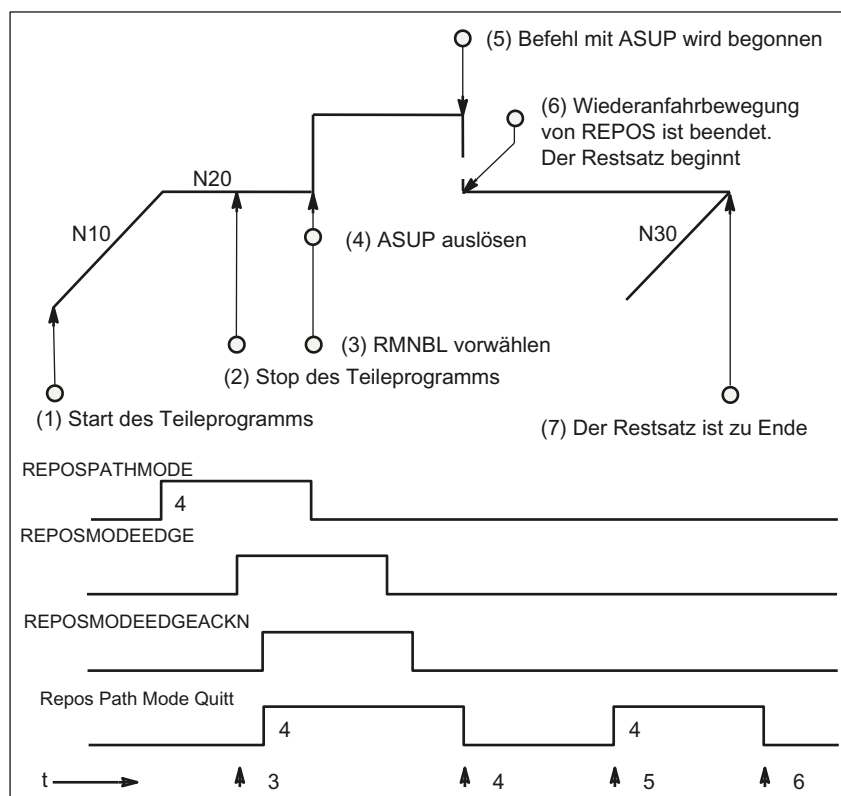 (5) Befehl mit ASUP wird begonnen
(6) Wiederanfahrbewegung
von REPOS ist beendet.
Der Restsatz beginnt
N20
N10
(4) ASUP auslösen
N30
(3) RMNBL vorwählen
(2) Stop des Teileprogramms
(1) Start des Teileprogramms
(7) Der Restsatz ist zu Ende
REPOSPATHMODE
4
REPOSMODEEDGE
REPOSMODEEDGEACKN
Repos Path Mode Quitt
4 4
t 3 4 5 6